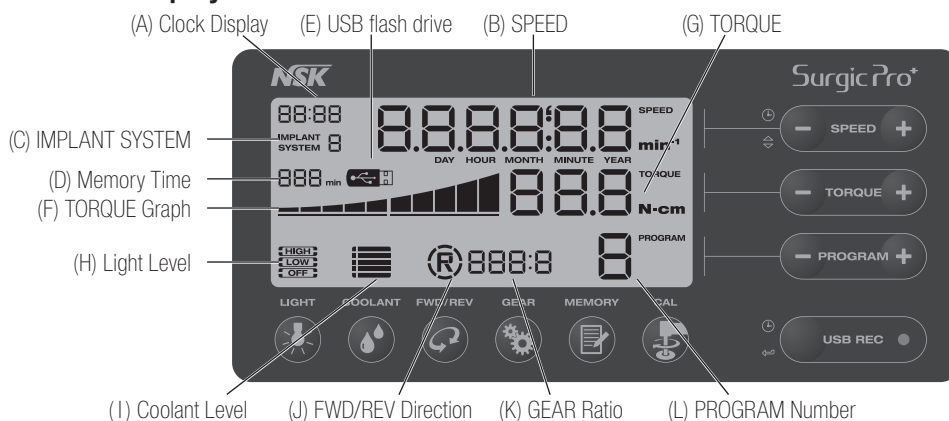 (A) Clock Display (E) USB flash drive (B) SPEED (G) TORQUE
NSK Surgic Pro+
88:88 8.8.8.8:8.8 SPEED
(C) IMPLANT SYSTEM IMPLANT SYSTEM 8 min-1 − SPEED +
DAY HOUR MONTH MINUTE YEAR
(D) Memory Time 888 min 88.8 TORQUE − TORQUE +
(F) TORQUE Graph N·cm
(H) Light Level HIGH R 888:8 8 PROGRAM − PROGRAM +
LOW
OFF
LIGHT COOLANT FWD/REV GEAR MEMORY CAL
USB REC
(I) Coolant Level (J) FWD/REV Direction (K) GEAR Ratio (L) PROGRAM Number